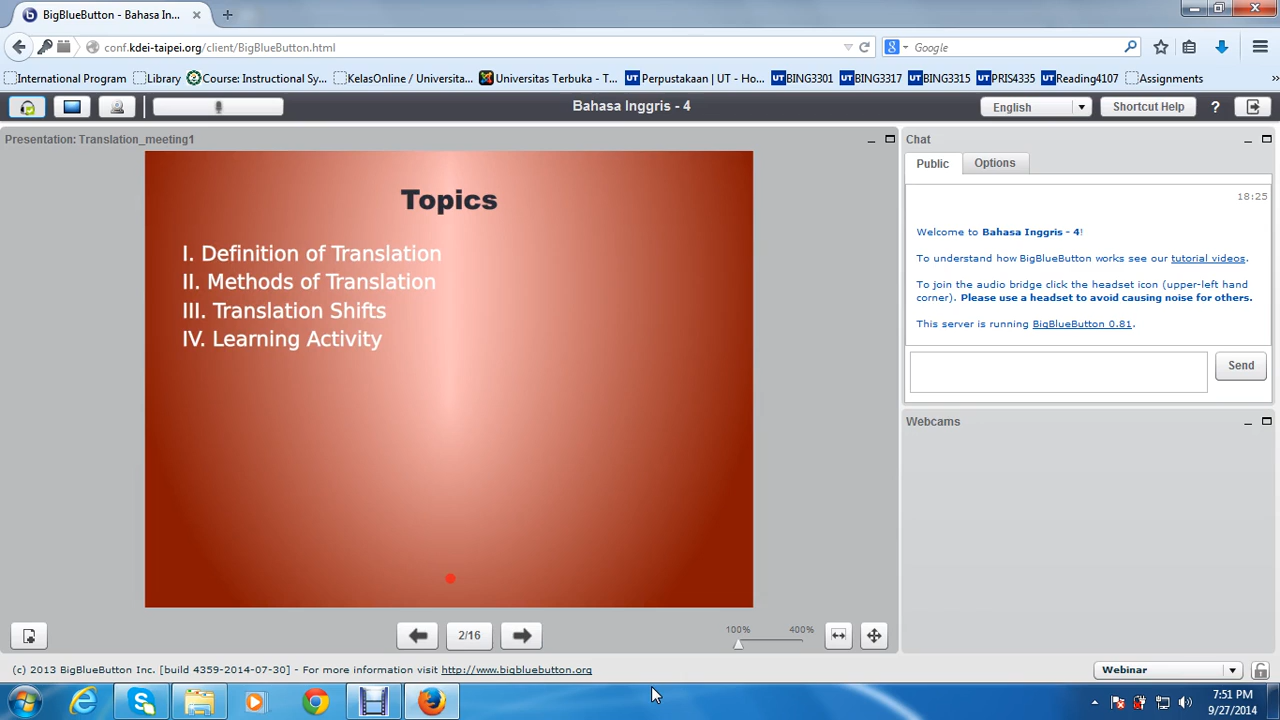 BigBlueButton - Bahasa In...
conf.kdei-taipei.org/client/BigBlueButton.html
Google
International Program
Library
Course: Instructional Sy...
KelasOnline / Universita...
Universitas Terbuka - T...
Perpustakaan | UT - Ho...
BING3301
BING3317
BING3315
PRIS4335
Reading4107
Assignments
Bahasa Inggris - 4
English
Shortcut Help
?
Presentation: Translation_meeting1
Topics
I. Definition of Translation
II. Methods of Translation
III. Translation Shifts
IV. Learning Activity
Chat
Public
Options
18:25
Welcome to Bahasa Inggris - 4!
To understand how BigBlueButton works see our tutorial videos.
To join the audio bridge click the headset icon (upper-left hand
corner). Please use a headset to avoid causing noise for others.
This server is running BigBlueButton 0.81.
Send
Webcams
2/16
100%
400%
(c) 2013 BigBlueButton Inc. [build 4359-2014-07-30] - For more information visit http://www.bigbluebutton.org
Webinar
7:51 PM
9/27/2014